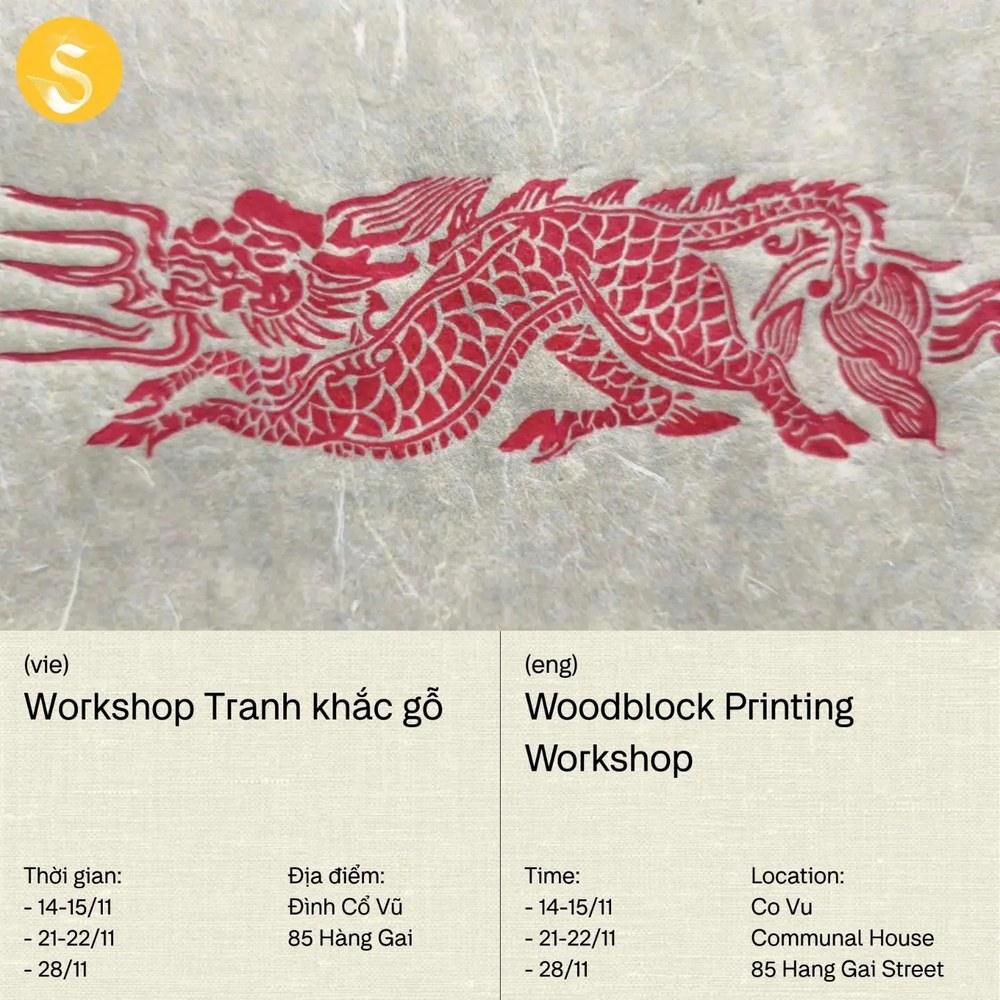 S
(vie)
Workshop Tranh khắc gỗ
Thời gian:
- 14-15/11
- 21-22/11
- 28/11
Địa điểm:
Đình Cổ Vũ
85 Hàng Gai
(eng)
Woodblock Printing
Workshop
Time:
- 14-15/11
- 21-22/11
- 28/11
Location:
Co Vu
Communal House
85 Hang Gai Street